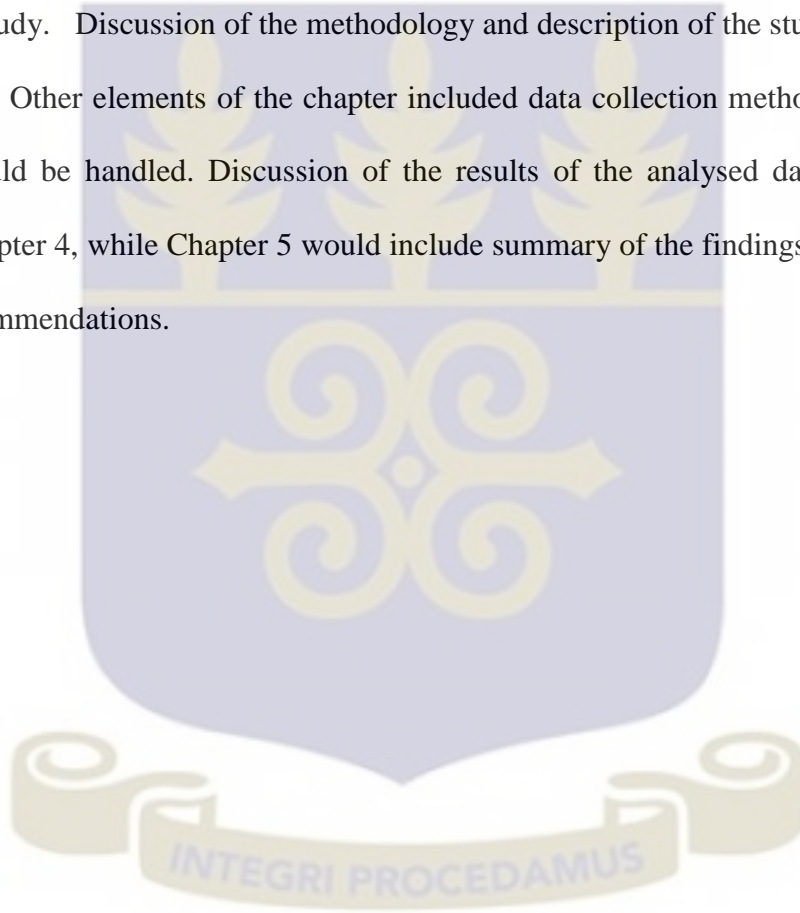 udy. Discussion of the methodology and description of the stu
Other elements of the chapter included data collection metho
ld be handled. Discussion of the results of the analysed da
pter 4, while Chapter 5 would include summary of the findings
mmendations.
INTEGRI PROCEDAMUS